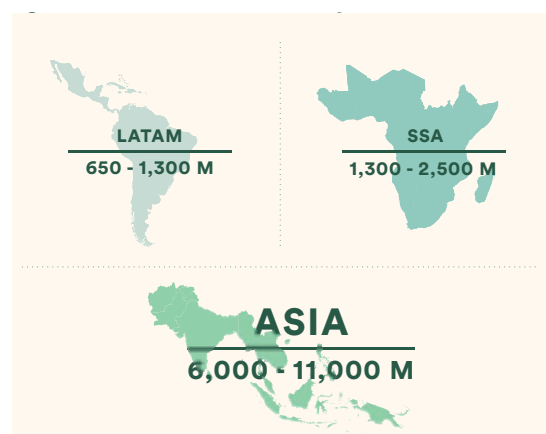 LATAM
650 - 1,300 M
SSA
1,300 - 2,500 M
ASIA
6,000 - 11,000 M